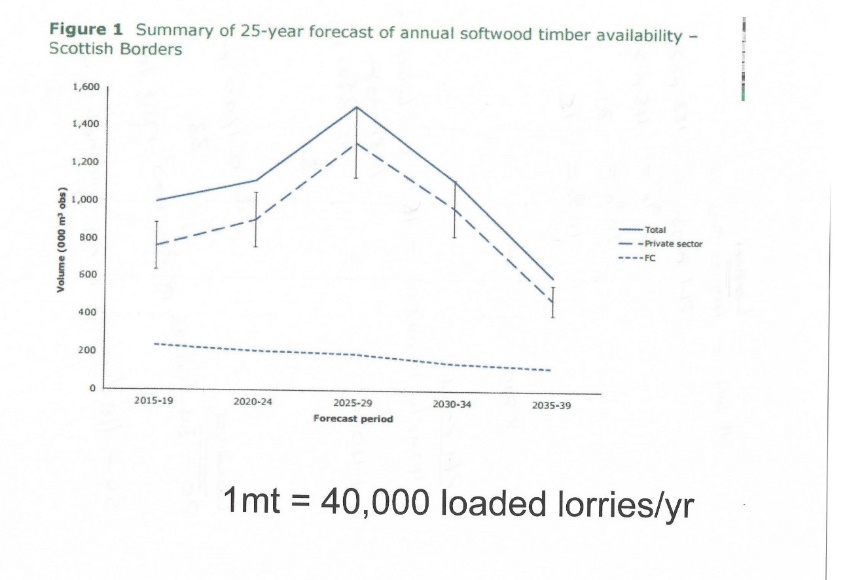 Figure 1 Summary of 25-year forecast of annual softwood timber availability –
Scottish Borders
1,600
1,400
1,200
1,000
800
600
400
200
0
Volume (000 m³ obs)
2015-19 2020-24 2025-29 2030-34 2035-39
Forecast period
Total
Private sector
FC
1mt = 40,000 loaded lorries/yr